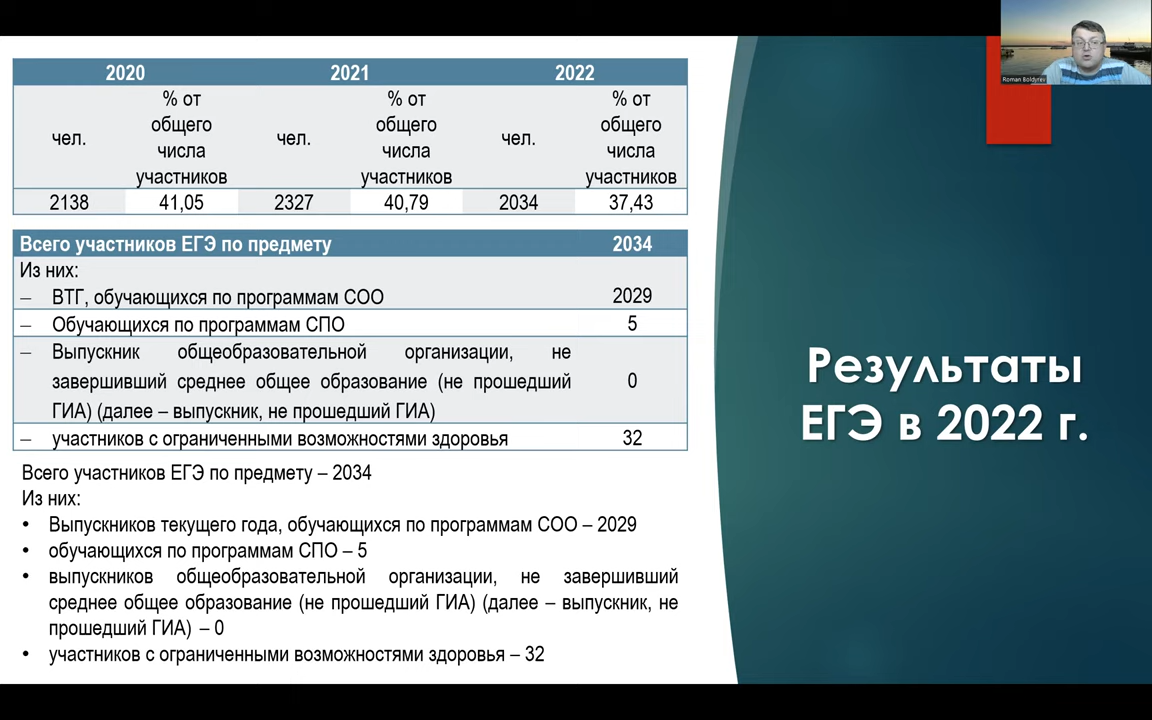 2020 2021 2022
чел. % от общего числа участников чел. % от общего числа участников чел. % от общего числа участников
2138 41,05 2327 40,79 2034 37,43
Всего участников ЕГЭ по предмету 2034
Из них:
– ВТГ, обучающихся по программам СОО 2029
– Обучающихся по программам СПО 5
– Выпускник общеобразовательной организации, не
завершивший среднее общее образование (не прошедший 0
ГИА) (далее – выпускник, не прошедший ГИА)
– участников с ограниченными возможностями здоровья 32
Всего участников ЕГЭ по предмету – 2034
Из них:
• Выпускников текущего года, обучающихся по программам СОО – 2029
• обучающихся по программам СПО – 5
• выпускников общеобразовательной организации, не завершивший
среднее общее образование (не прошедший ГИА) (далее – выпускник, не
прошедший ГИА) – 0
• участников с ограниченными возможностями здоровья – 32
Результаты
ЕГЭ в 2022 г.
Roman Boldyrev